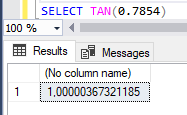 SELECT TAN(0.7854)
100 %
Results Messages
(No column name)
1 1,00000367321185